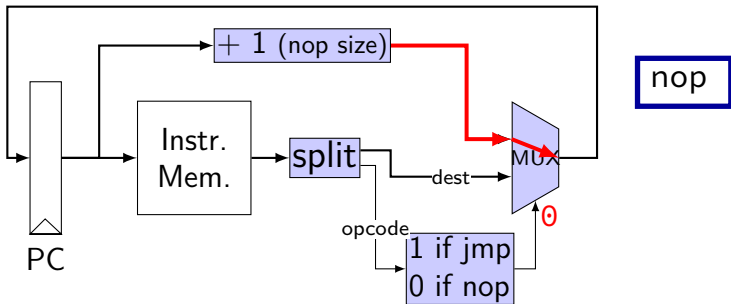 + 1 (nop size)
nop
Instr.
Mem.
split
MUX
dest
0
opcode
1 if jmp
0 if nop
PC